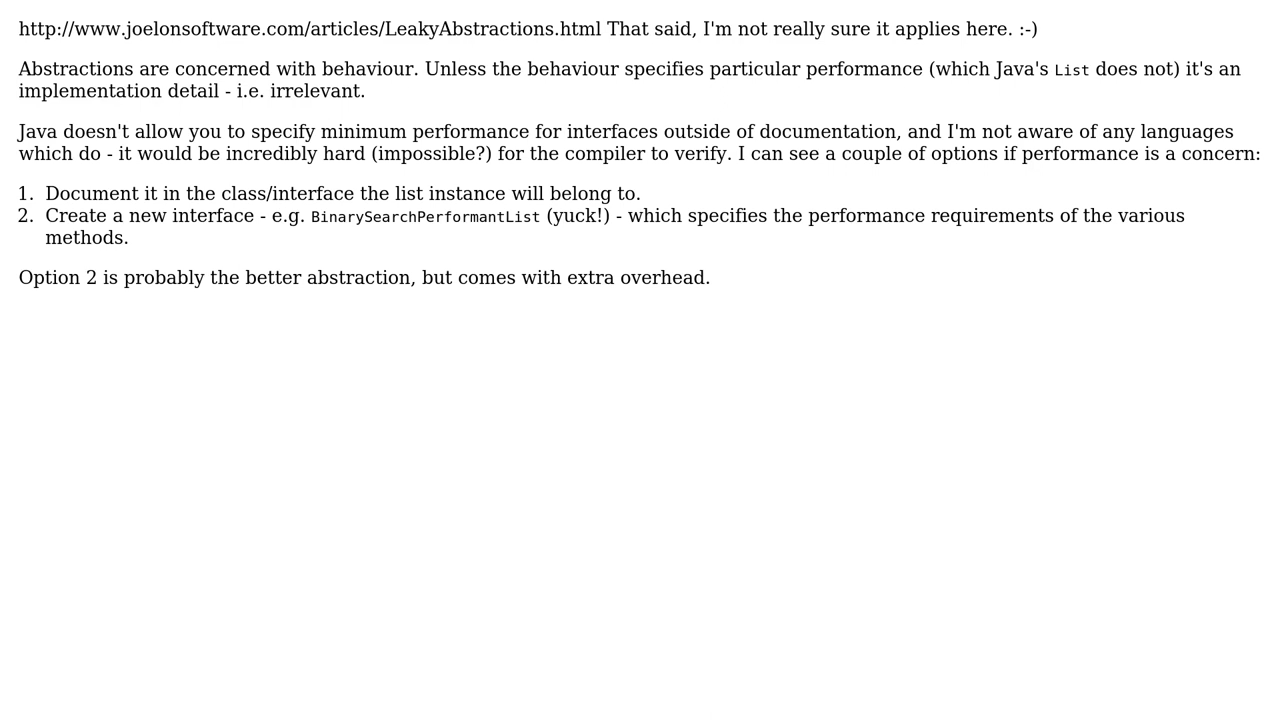 http://www.joelonsoftware.com/articles/LeakyAbstractions.html That said, I'm not really sure it applies here. :-)
Abstractions are concerned with behaviour. Unless the behaviour specifies particular performance (which Java's List does not) it's an
implementation detail - i.e. irrelevant.
Java doesn't allow you to specify minimum performance for interfaces outside of documentation, and I'm not aware of any languages
which do - it would be incredibly hard (impossible?) for the compiler to verify. I can see a couple of options if performance is a concern:
1. Document it in the class/interface the list instance will belong to.
2. Create a new interface - e.g. BinarySearchPerformantList (yuck!) - which specifies the performance requirements of the various
methods.
Option 2 is probably the better abstraction, but comes with extra overhead.